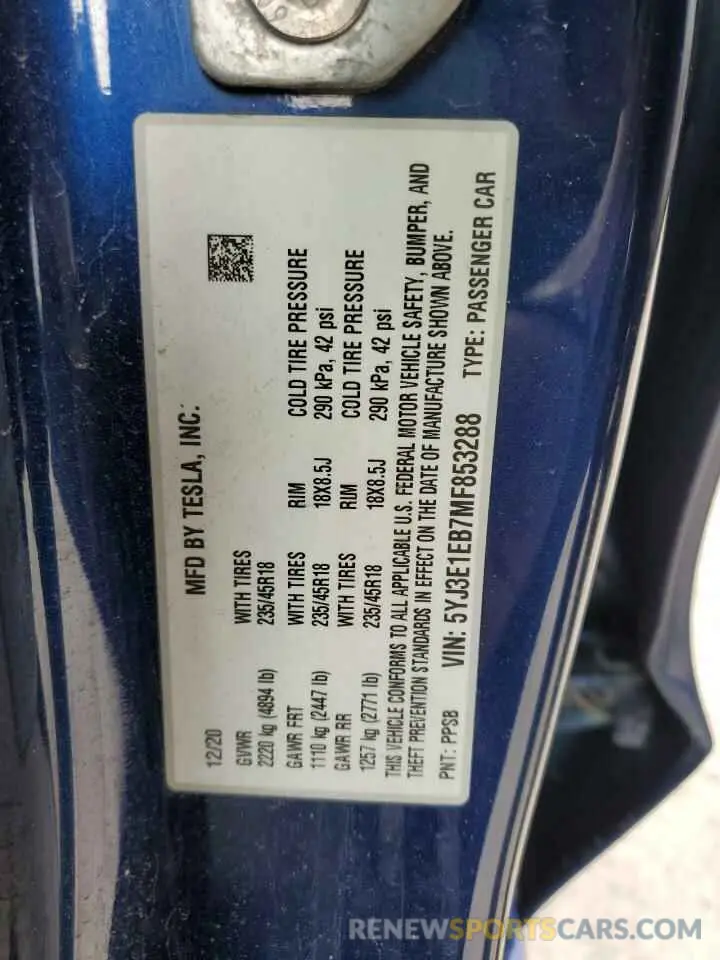 MFD BY TESLA, INC.
12/20
GVWR WITH TIRES
2220 kg (4894 lb) 235/45R18
GAWR FRT WITH TIRES RIM COLD TIRE PRESSURE
1110 kg (2447 lb) 235/45R18 18X8.5J 290 kPa, 42 psi
GAWR RR WITH TIRES RIM COLD TIRE PRESSURE
1257 kg (2771 lb) 235/45R18 18X8.5J 290 kPa, 42 psi
THIS VEHICLE CONFORMS TO ALL APPLICABLE U.S. FEDERAL MOTOR VEHICLE SAFETY, BUMPER, AND
THEFT PREVENTION STANDARDS IN EFFECT ON THE DATE OF MANUFACTURE SHOWN ABOVE.
PNT: PPSB VIN: 5YJ3E1EB7MF853288 TYPE: PASSENGER CAR
RENEWSPORTSCARS.COM